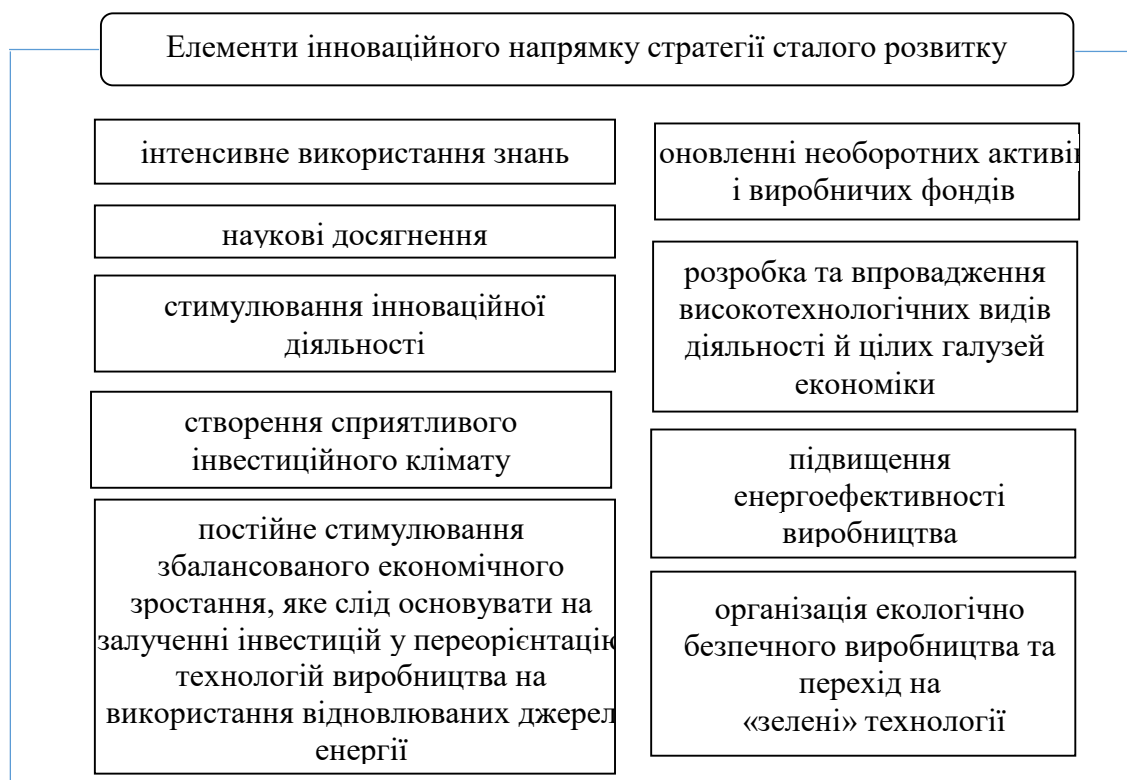 Елементи інноваційного напрямку стратегії сталого розвитку
інтенсивне використання знань
наукові досягнення
стимулювання інноваційної
діяльності
створення сприятливого
інвестиційного клімату
постійне стимулювання
збалансованого економічного
зростання, яке слід основувати на
залученні інвестицій у переорієнтацію
технологій виробництва на
використання відновлюваних джерел
енергії
оновленні необоротних активів
і виробничих фондів
розробка та впровадження
високотехнологічних видів
діяльності й цілих галузей
економіки
підвищення
енергоефективності
виробництва
організація екологічно
безпечного виробництва та
перехід на
«зелені» технології